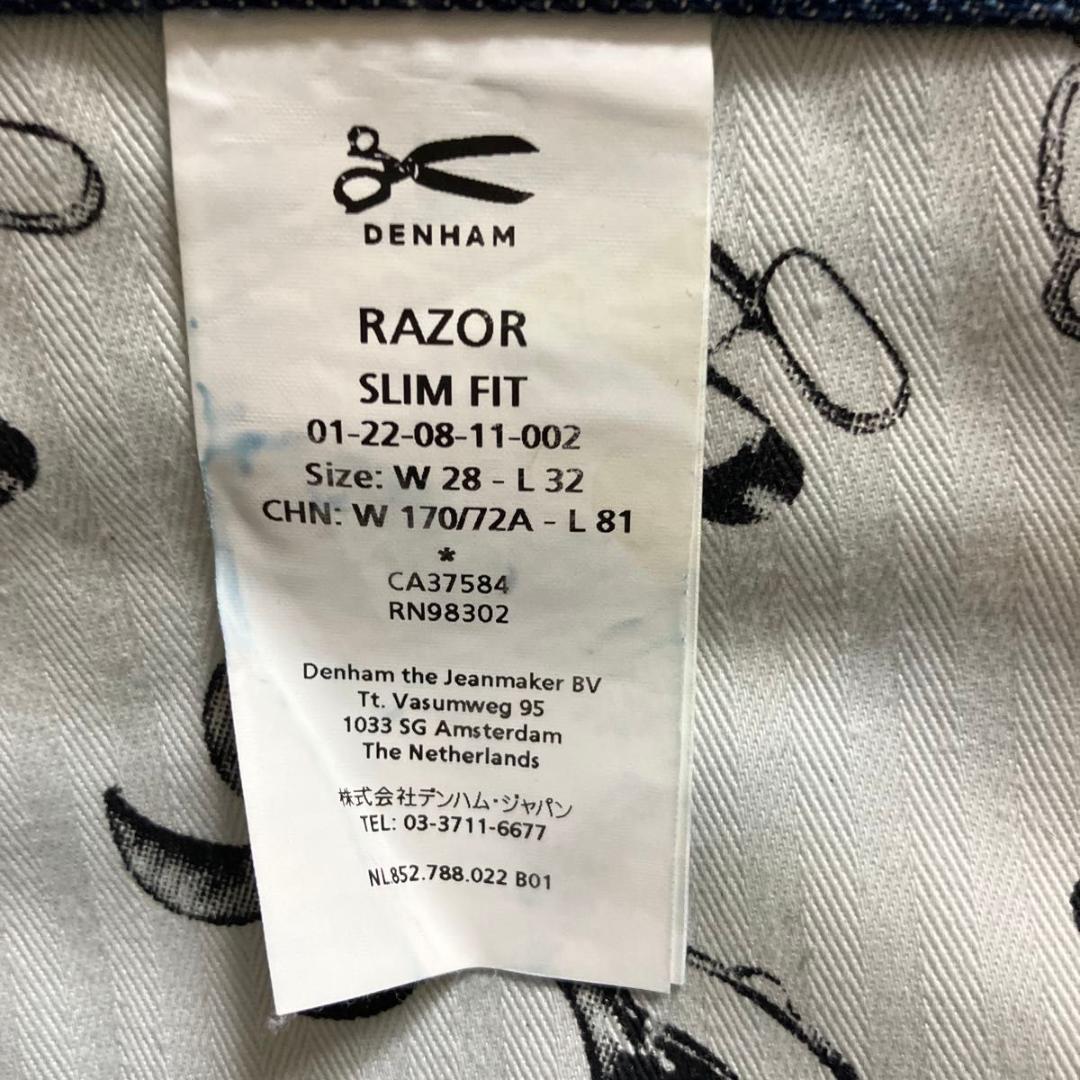 DENHAM
RAZOR
SLIM FIT
01-22-08-11-002
Size: W 28 - L 32
CHN: W 170/72A - L 81
*
CA37584
RN98302
Denham the Jeanmaker BV
Tt. Vasumweg 95
1033 SG Amsterdam
The Netherlands
株式会社デンハム・ジャパン
TEL: 03-3711-6677
NL852.788.022 B01